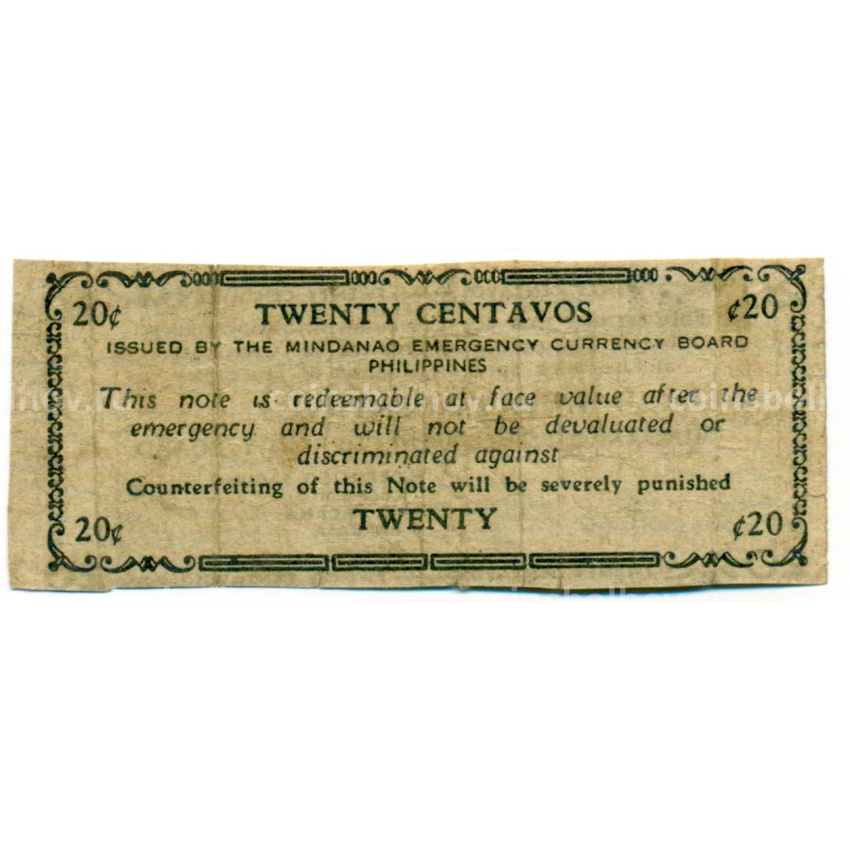 20¢ TWENTY CENTAVOS ¢20
ISSUED BY THE MINDANAO EMERGENCY CURRENCY BOARD
PHILIPPINES
This note is redeemable at face value after the
emergency and will not be devaluated or
discriminated against
Counterfeiting of this Note will be severely punished
20¢ TWENTY ¢20